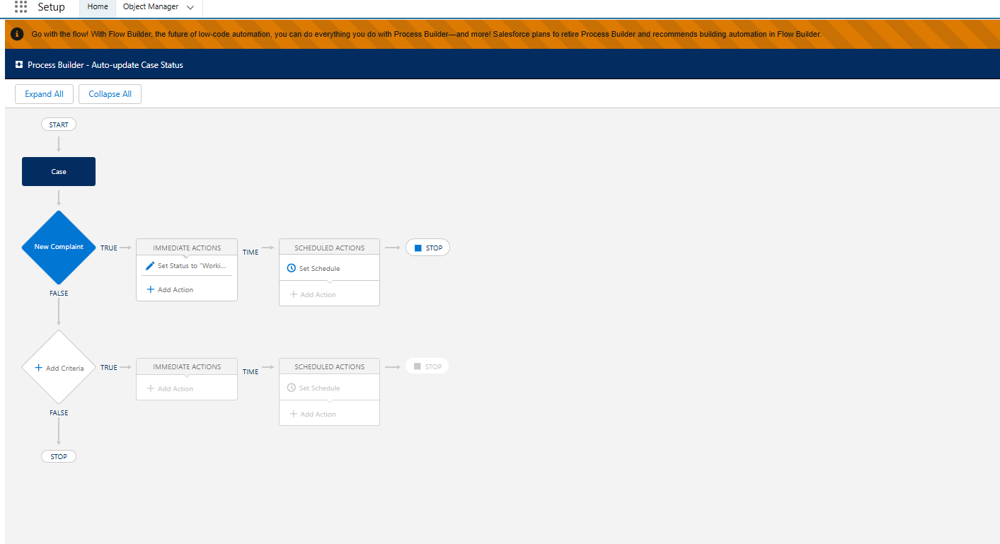 Setup Home Object Manager
Go with the flow! With Flow Builder, the future of low-code automation, you can do everything you do with Process Builder—and more! Salesforce plans to retire Process Builder and recommends building automation in Flow Builder.
Process Builder - Auto-update Case Status
Expand All Collapse All
START
Case
New Complaint TRUE IMMEDIATE ACTIONS TIME SCHEDULED ACTIONS STOP
Set Status to "Worki... Set Schedule
+ Add Action + Add Action
FALSE
+ Add Criteria TRUE IMMEDIATE ACTIONS TIME SCHEDULED ACTIONS STOP
+ Add Action Set Schedule
+ Add Action
FALSE
STOP